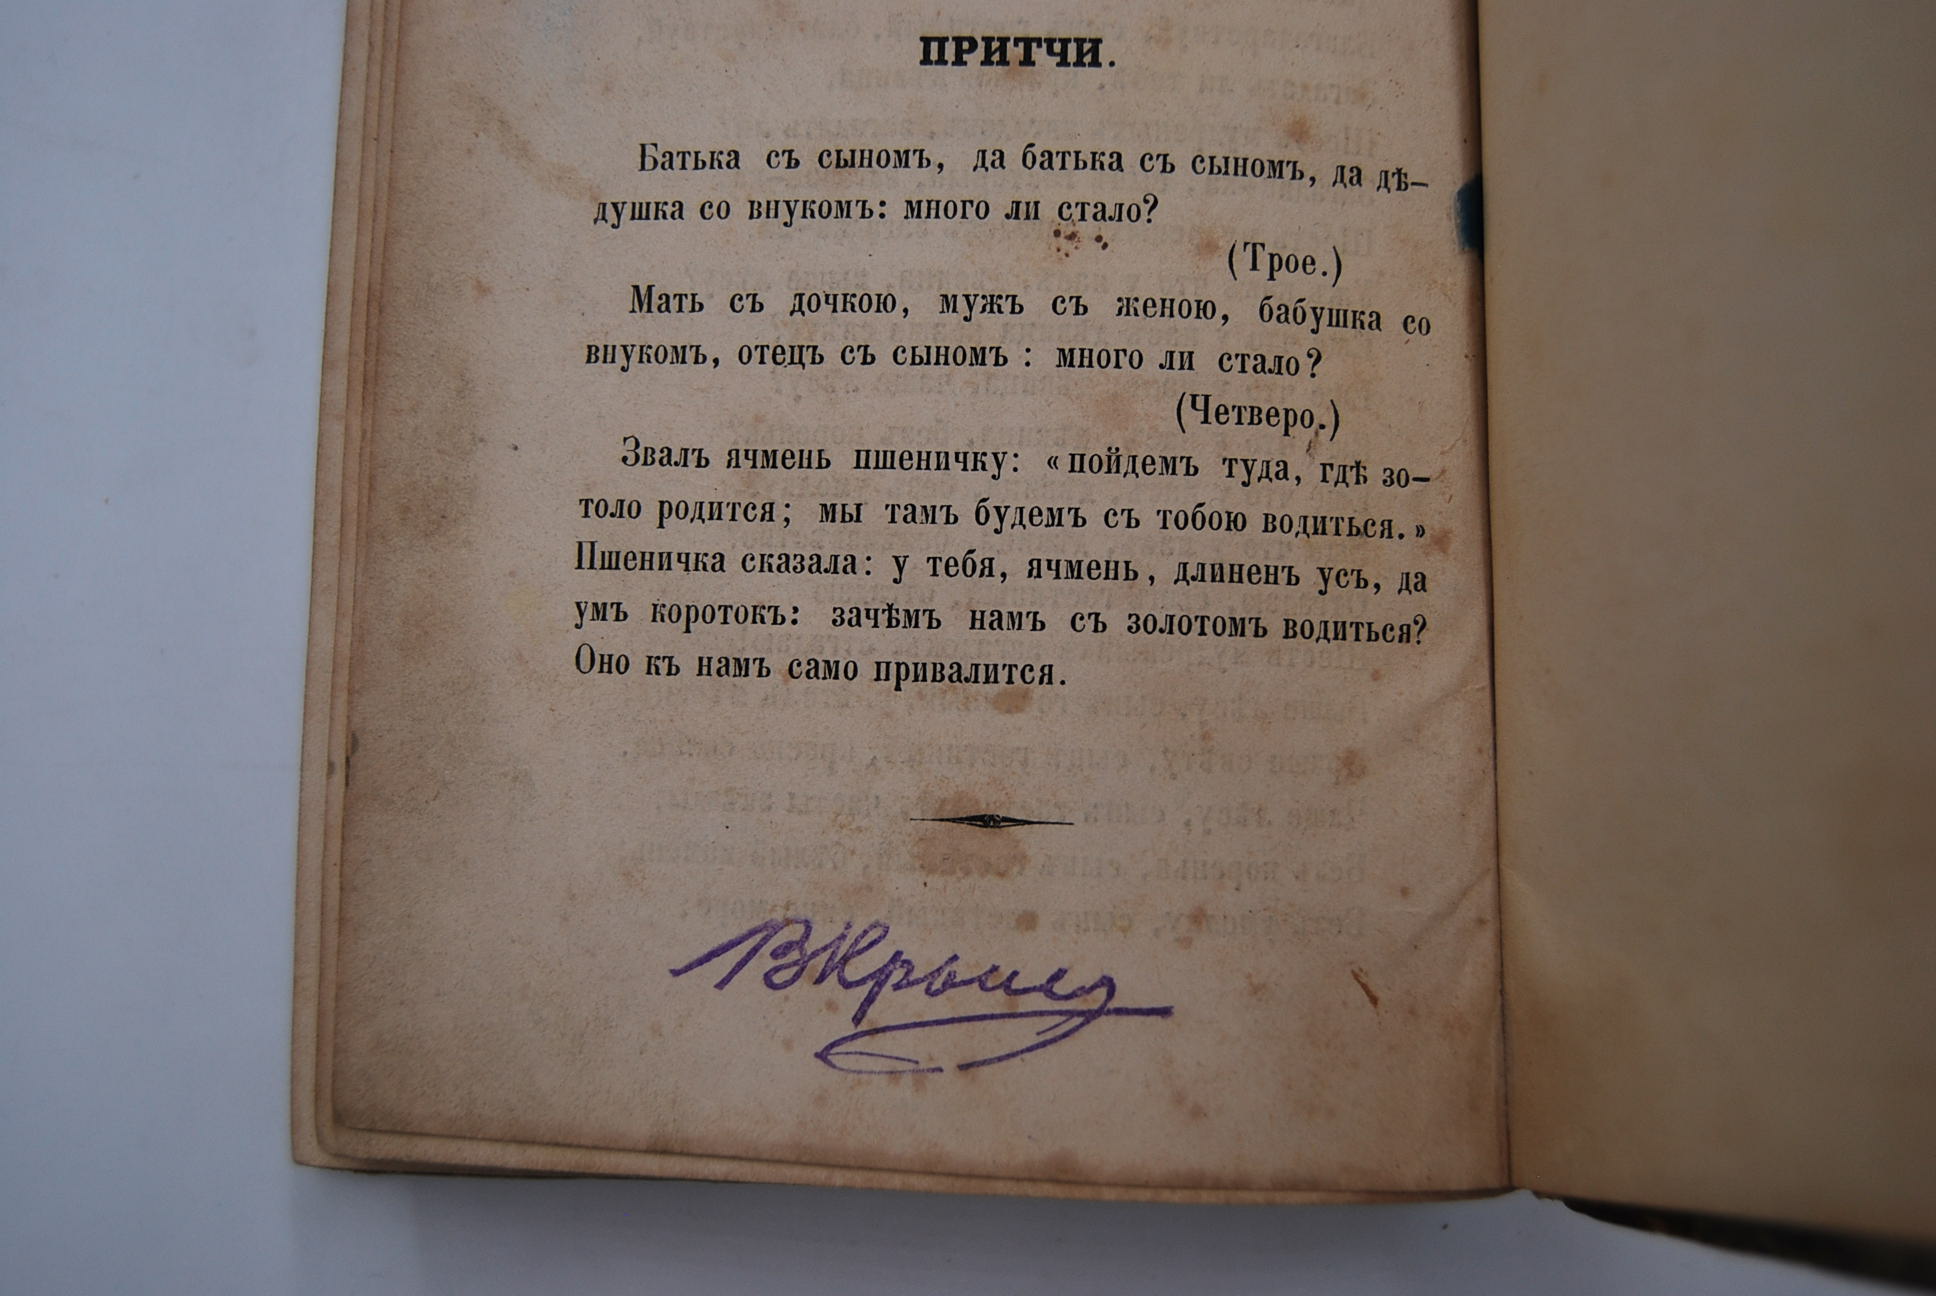 ПРИТЧИ.
Батька съ сыномъ, да батька съ сыномъ, да дѣ–
душка со внукомъ: много ли стало?
(Трое.)
Мать съ дочкою, мужъ съ женою, бабушка со
внукомъ, отецъ съ сыномъ: много ли стало?
(Четверо.)
Звалъ ячмень пшеничку: «пойдемъ туда, гдѣ зо–
толо родится; мы тамъ будемъ съ тобою водиться.»
Пшеничка сказала: у тебя, ячмень, длиненъ усъ, да
умъ коротокъ: зачѣмъ намъ съ золотомъ водиться?
Оно къ намъ само привалится.